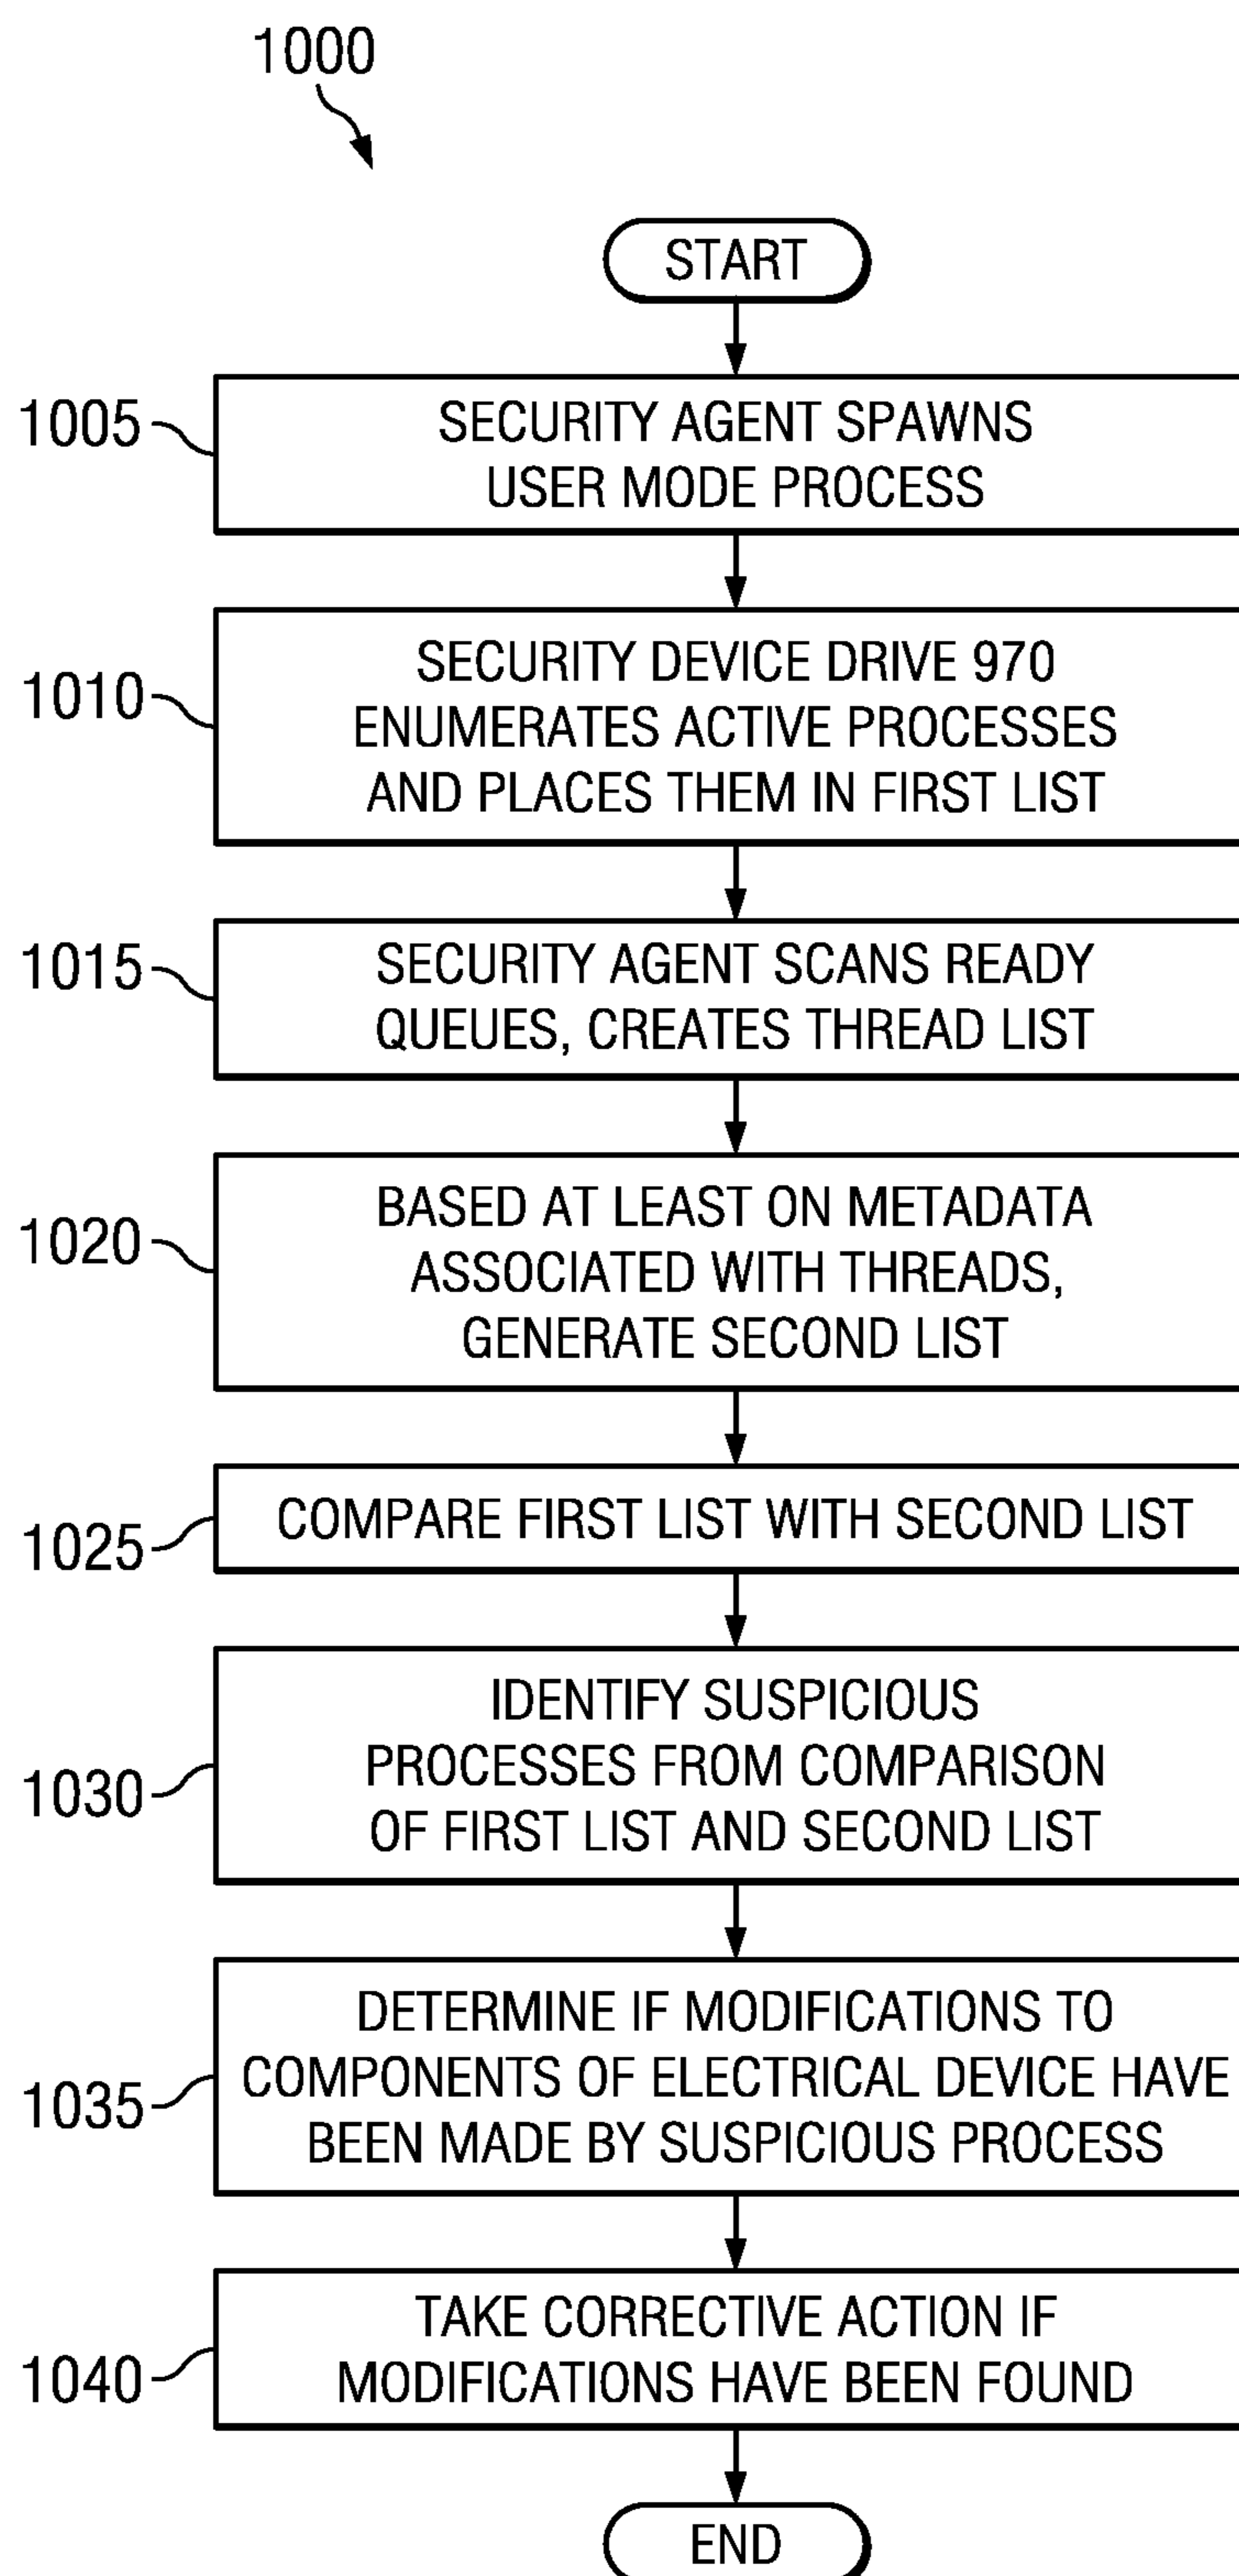 1000
START
1005
SECURITY AGENT SPAWNS
USER MODE PROCESS
1010
SECURITY DEVICE DRIVE 970
ENUMERATES ACTIVE PROCESSES
AND PLACES THEM IN FIRST LIST
1015
SECURITY AGENT SCANS READY
QUEUES, CREATES THREAD LIST
1020
BASED AT LEAST ON METADATA
ASSOCIATED WITH THREADS,
GENERATE SECOND LIST
1025
COMPARE FIRST LIST WITH SECOND LIST
1030
IDENTIFY SUSPICIOUS
PROCESSES FROM COMPARISON
OF FIRST LIST AND SECOND LIST
1035
DETERMINE IF MODIFICATIONS TO
COMPONENTS OF ELECTRICAL DEVICE HAVE
BEEN MADE BY SUSPICIOUS PROCESS
1040
TAKE CORRECTIVE ACTION IF
MODIFICATIONS HAVE BEEN FOUND
END